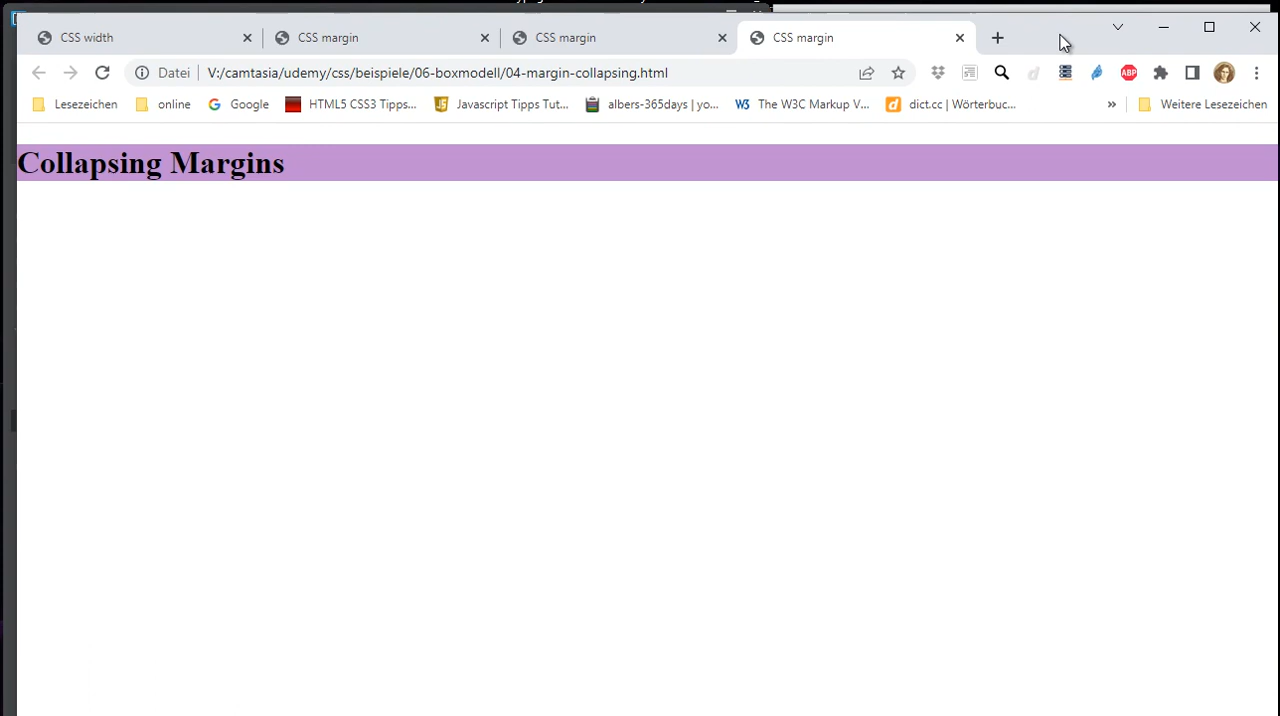 CSS width
CSS margin
CSS margin
CSS margin
Datei
V:/camtasia/udemy/css/beispiele/06-boxmodell/04-margin-collapsing.html
d
ABP
Lesezeichen
online
Google
HTML5 CSS3 Tipps...
Javascript Tipps Tut...
albers-365days | yo...
W3 The W3C Markup V...
d dict.cc | Wörterbuc...
»
Weitere Lesezeichen
Collapsing Margins